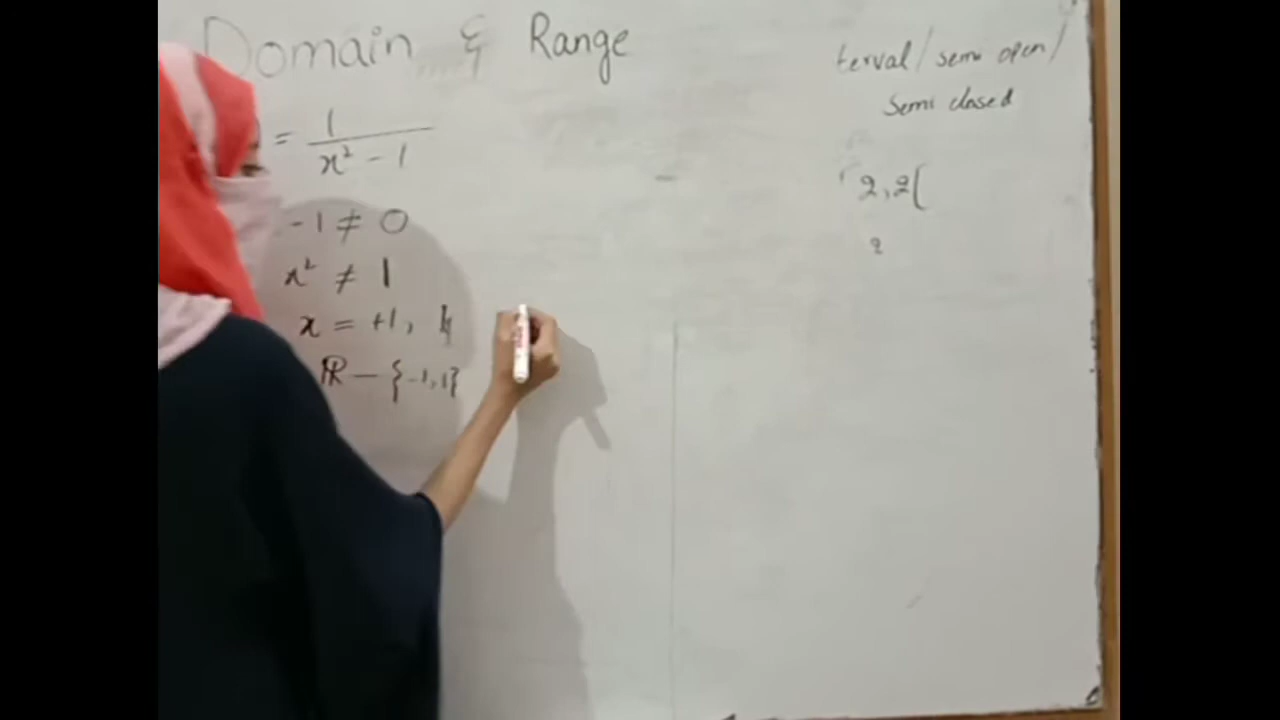 Domain & Range
= 1 / x² - 1
-1 ≠ 0
x² ≠ 1
x = +1,
ℝ - {-1, 1}
terval / semi open /
semi closed
2, 2(
2